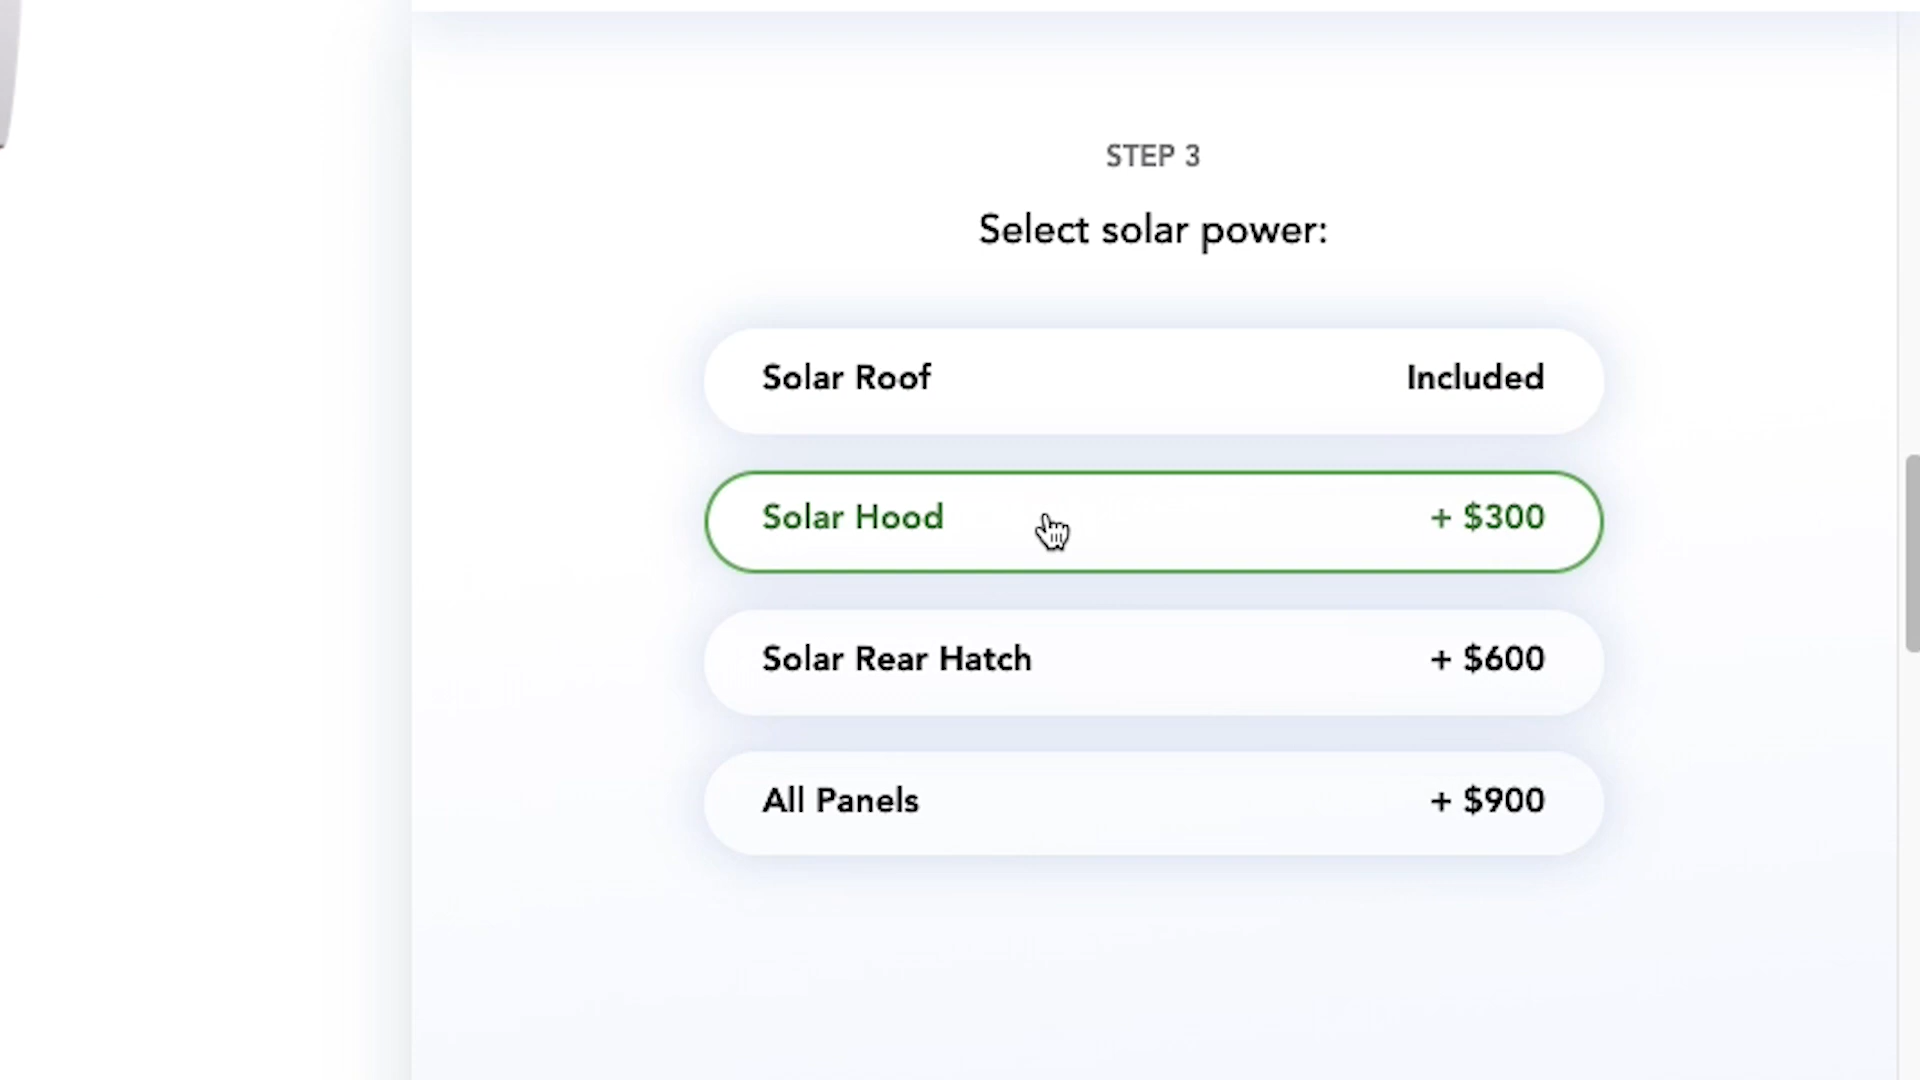 STEP 3
Select solar power:
Solar Roof Included
Solar Hood + $300
Solar Rear Hatch + $600
All Panels + $900